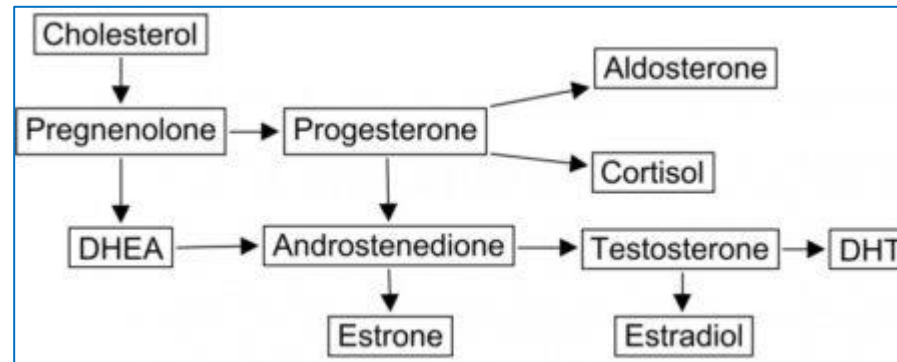 Cholesterol
Aldosterone
Pregnenolone
Progesterone
Cortisol
DHEA
Androstenedione
Testosterone
DHT
Estrone
Estradiol